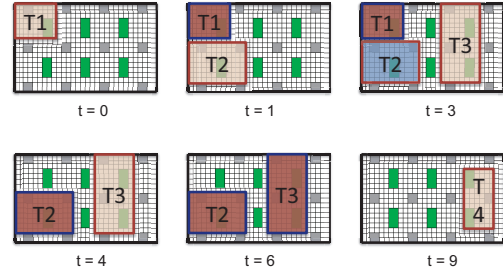 T1
T1
T2
T1
T2
T3
t = 0
t = 1
t = 3
T2
T3
T2
T3
T
4
t = 4
t = 6
t = 9